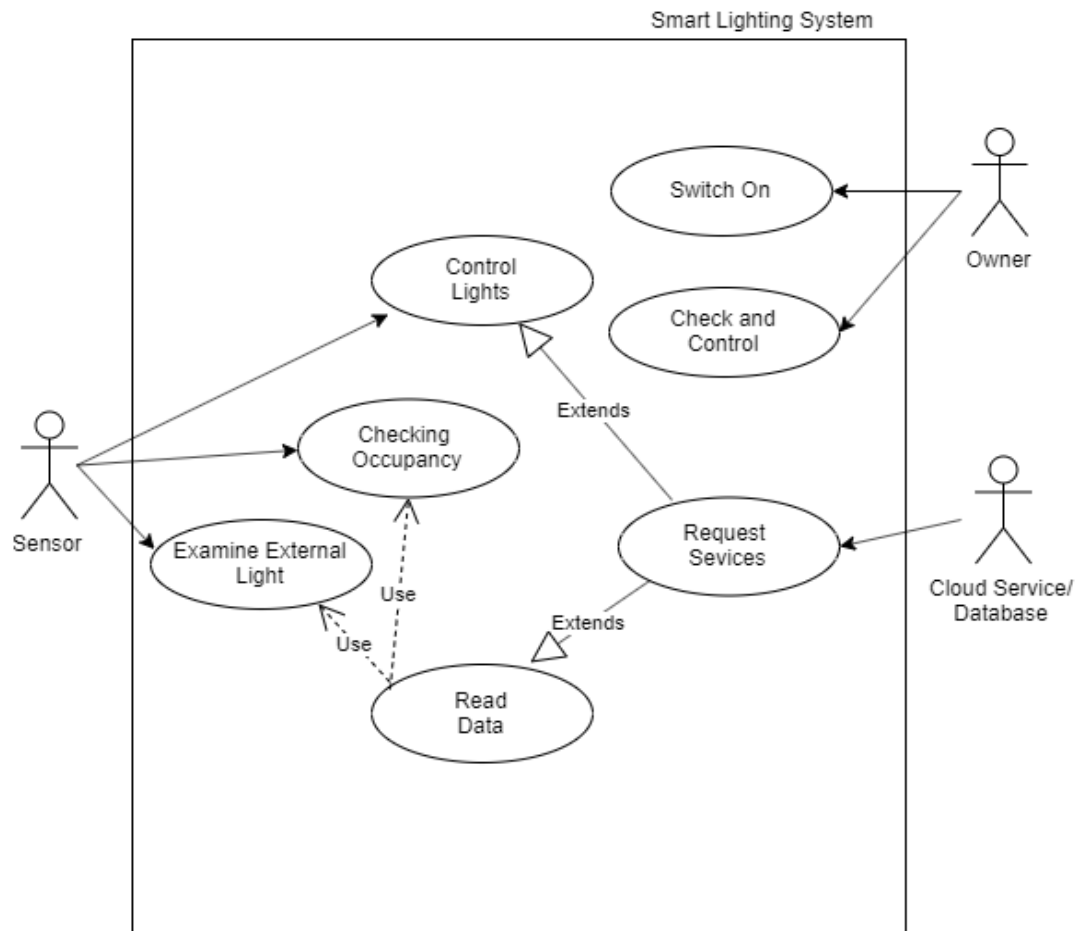 Smart Lighting System
Switch On
Owner
Control
Lights
Check and
Control
Extends
Checking
Occupancy
Sensor
Examine External
Light
Request
Sevices
Cloud Service/
Database
Use
Use
Extends
Read
Data